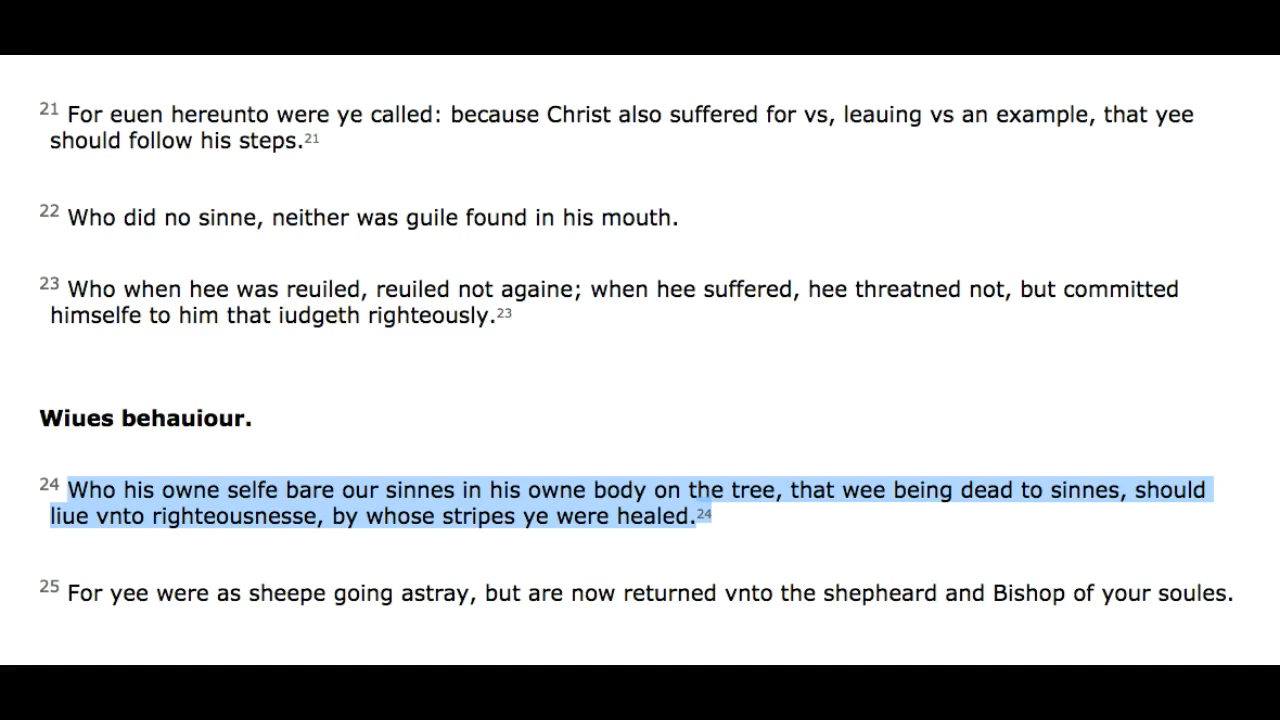 21 For euen hereunto were ye called: because Christ also suffered for vs, leauing vs an example, that yee
should follow his steps.21
22 Who did no sinne, neither was guile found in his mouth.
23 Who when hee was reuiled, reuiled not againe; when hee suffered, hee threatned not, but committed
himselfe to him that iudgeth righteously.23
Wiues behauiour.
24 Who his owne selfe bare our sinnes in his owne body on the tree, that wee being dead to sinnes, should
liue vnto righteousnesse, by whose stripes ye were healed.24
25 For yee were as sheepe going astray, but are now returned vnto the shepheard and Bishop of your soules.